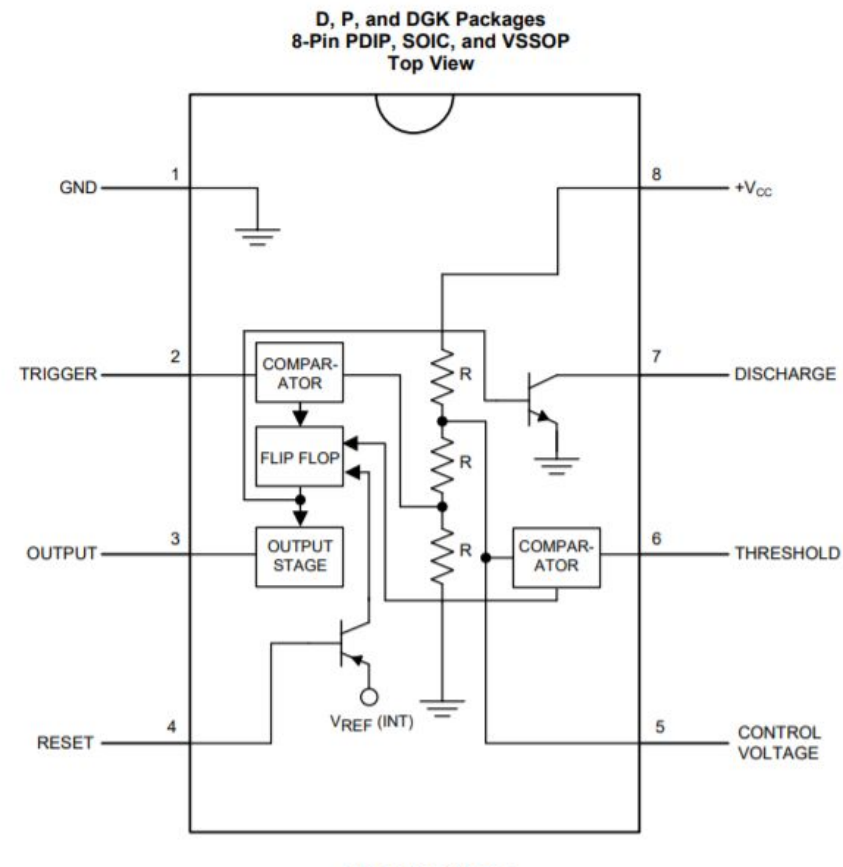 D, P, and DGK Packages
8-Pin PDIP, SOIC, and VSSOP
Top View
1
GND
8
+VCC
2
TRIGGER
COMPAR-
ATOR
7
DISCHARGE
R
FLIP FLOP
R
3
OUTPUT
OUTPUT
STAGE
R
COMPAR-
ATOR
6
THRESHOLD
VREF (INT)
4
RESET
5
CONTROL
VOLTAGE